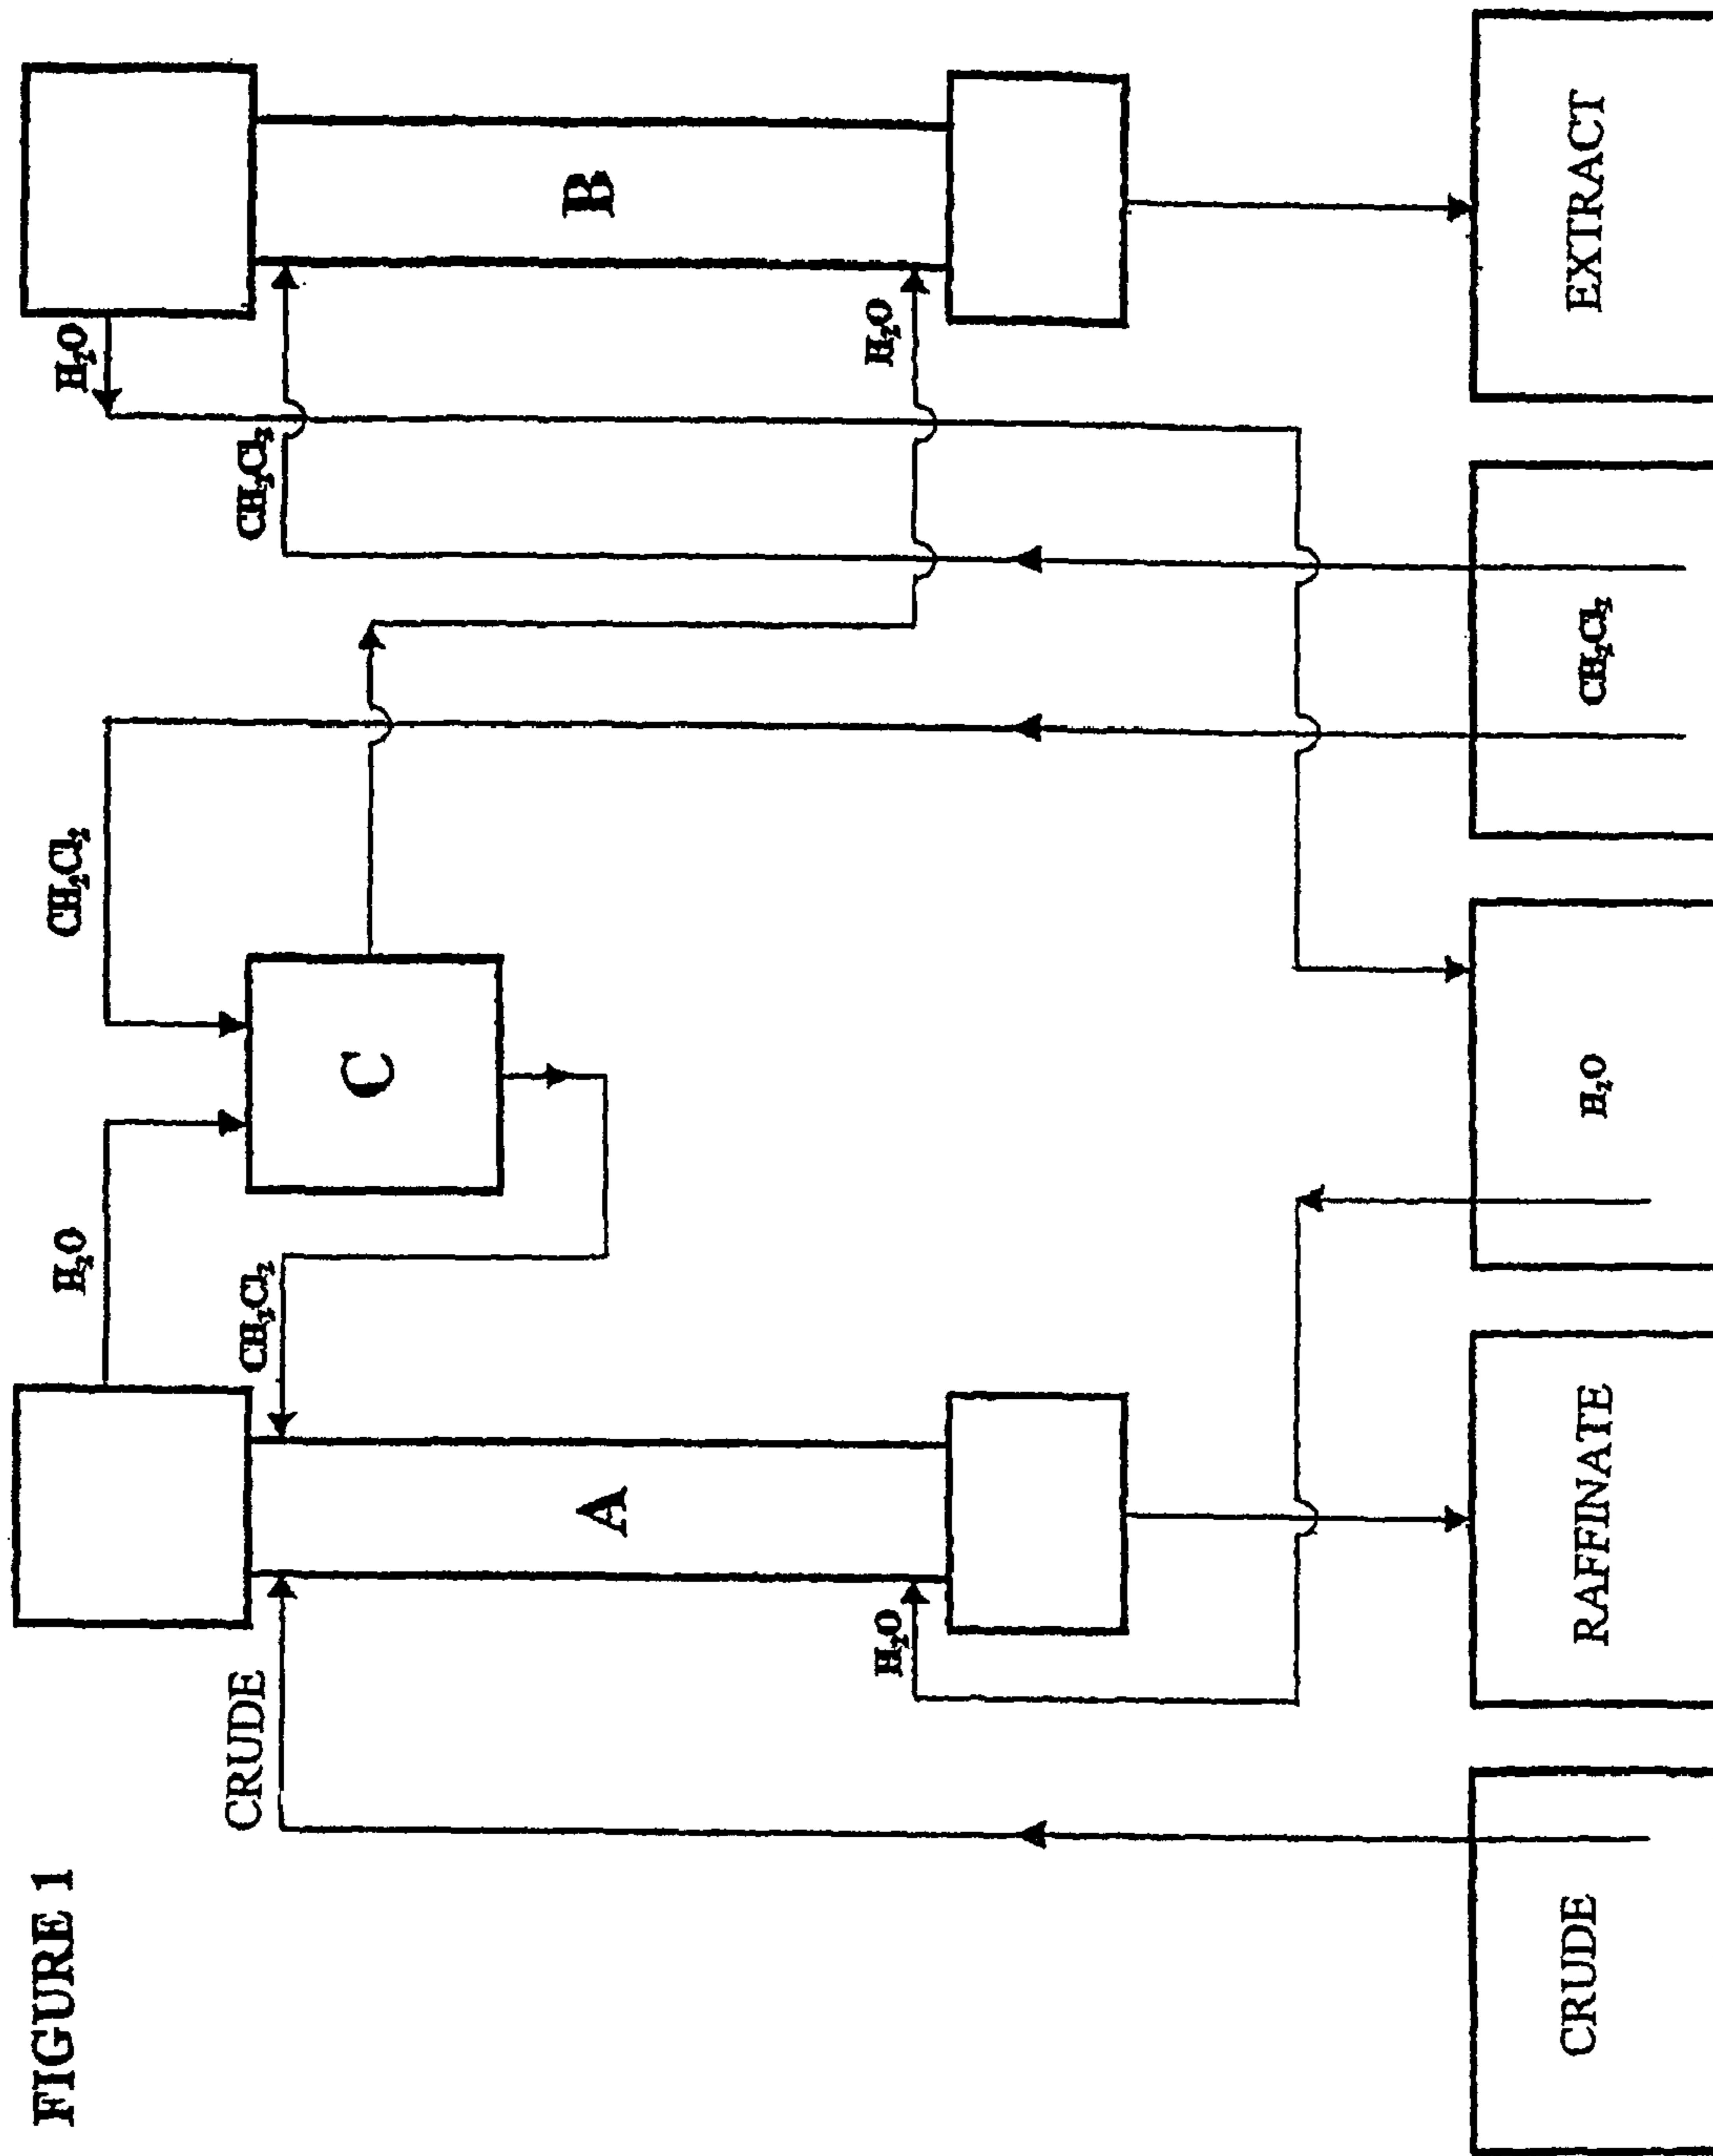 FIGURE 1
H₂O
CH₂Cl₂
H₂O
CRUDE
CH₂Cl₂
C
CH₂Cl₂
A
B
H₂O
H₂O
CRUDE
RAFFINATE
H₂O
CH₂Cl₂
EXTRACT